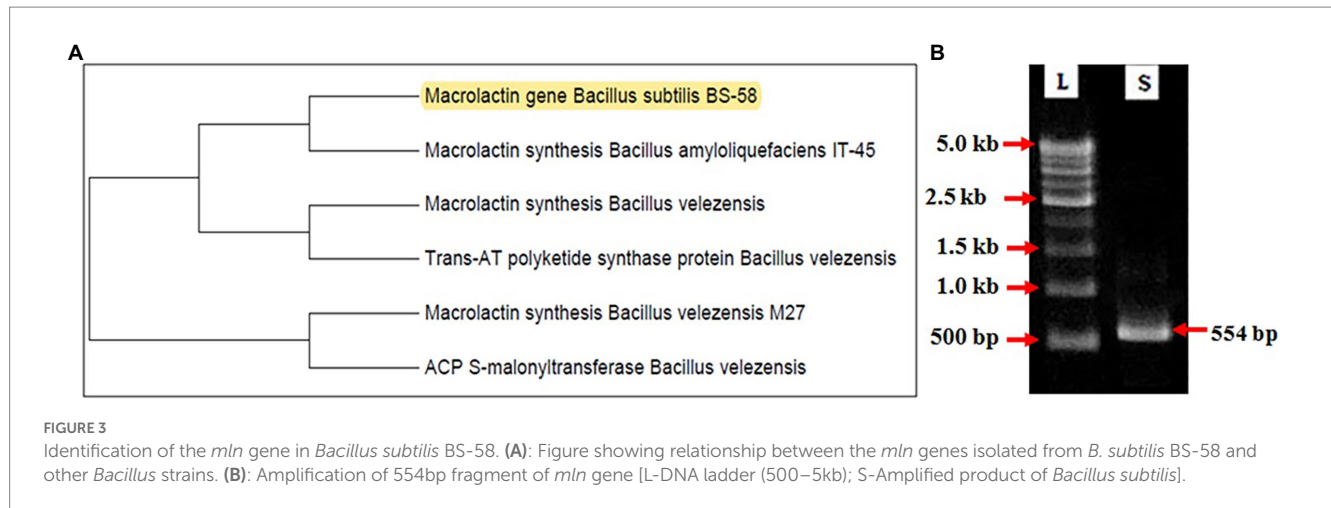 A
Macrolactin gene Bacillus subtilis BS-58
Macrolactin synthesis Bacillus amyloliquefaciens IT-45
Macrolactin synthesis Bacillus velezensis
Trans-AT polyketide synthase protein Bacillus velezensis
Macrolactin synthesis Bacillus velezensis M27
ACP S-malonyltransferase Bacillus velezensis
B
L S
5.0 kb
2.5 kb
1.5 kb
1.0 kb
500 bp
554 bp
FIGURE 3
Identification of the mln gene in Bacillus subtilis BS-58. (A): Figure showing relationship between the mln genes isolated from B. subtilis BS-58 and
other Bacillus strains. (B): Amplification of 554bp fragment of mln gene [L-DNA ladder (500–5kb); S-Amplified product of Bacillus subtilis].